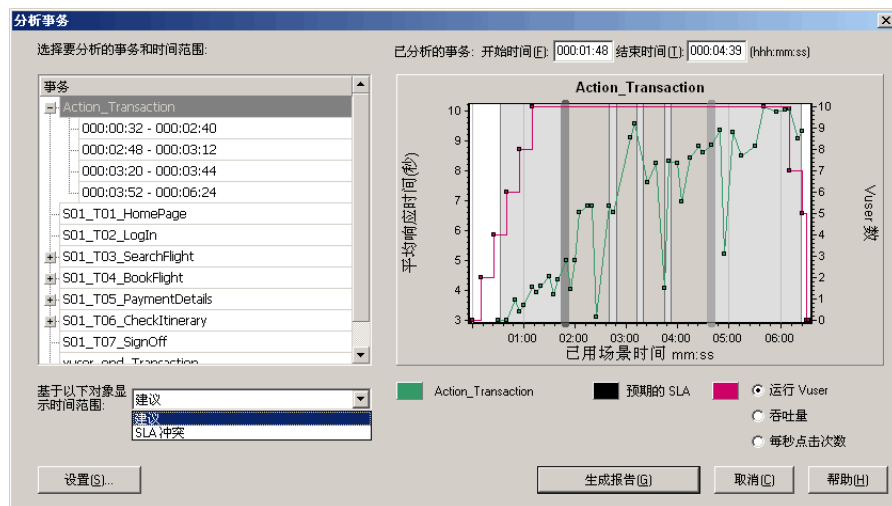 分析事务
选择要分析的事务和时间范围:
已分析的事务: 开始时间(F): 000:01:48 结束时间(T): 000:04:39 (hhh:mm:ss)
事务
Action_Transaction
000:00:32 - 000:02:40
000:02:48 - 000:03:12
000:03:20 - 000:03:44
000:03:52 - 000:06:24
S01_T01_HomePage
S01_T02_LogIn
S01_T03_SearchFlight
S01_T04_BookFlight
S01_T05_PaymentDetails
S01_T06_CheckItinerary
S01_T07_SignOff
vuser_end_Transaction
Action_Transaction
平均响应时间(秒)
10
9
8
7
6
5
4
3
10
9
8
7
6
5
4
3
2
1
0
Vuser 数
01:00 02:00 03:00 04:00 05:00 06:00
已用场景时间 mm:ss
基于以下对象显
示时间范围:
建议
建议
SLA 冲突
Action_Transaction
预期的 SLA
运行 Vuser
吞吐量
每秒点击次数
设置(S)...
生成报告(G)
取消(C)
帮助(H)